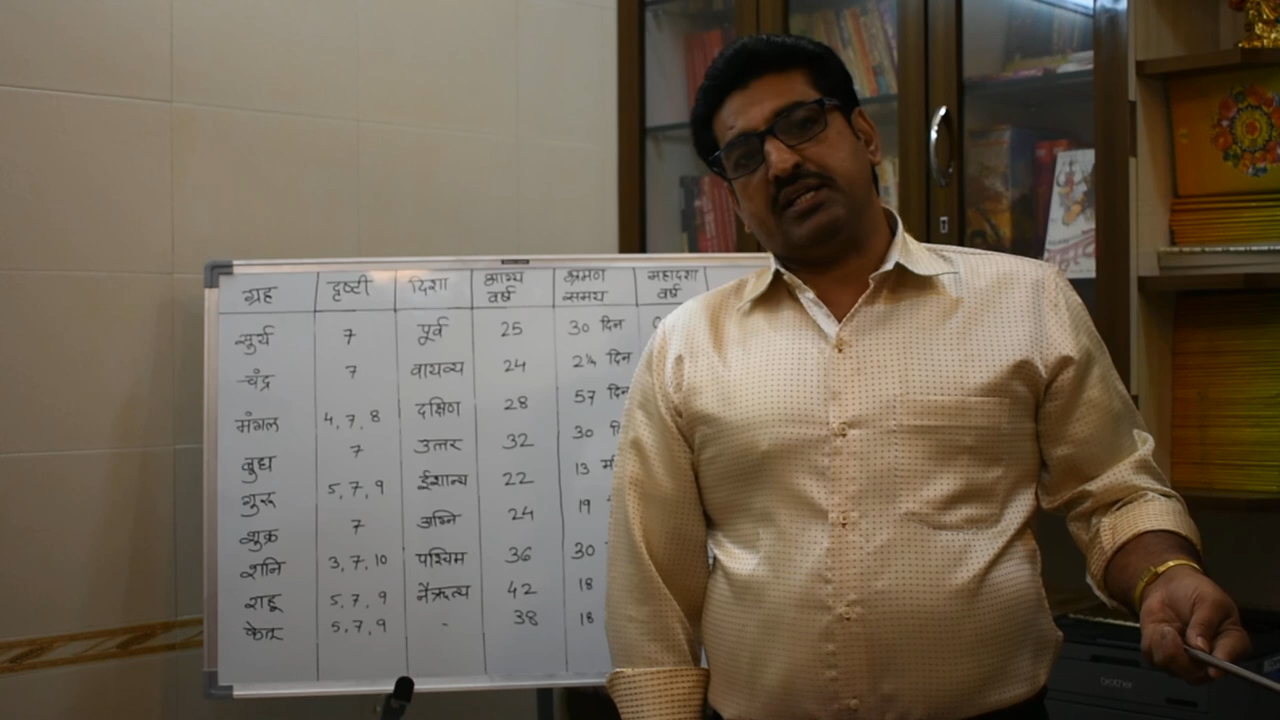 ग्रह दृष्टी दिशा भाग्य वर्ष भ्रमण समय महादशा वर्ष
सुर्य 7 पूर्व 25 30 दिन
चंद्र 7 वायव्य 24 2¼ दिन
मंगल 4, 7, 8 दक्षिण 28 57 दिन
बुध 7 उत्तर 32 30
गुरू 5, 7, 9 ईशान्य 22 13
शुक्र 7 अग्नि 24 19
शनि 3, 7, 10 पश्चिम 36 30
राहू 5, 7, 9 नैऋत्य 42 18
केतू 5, 7, 9 - 38 18
brother